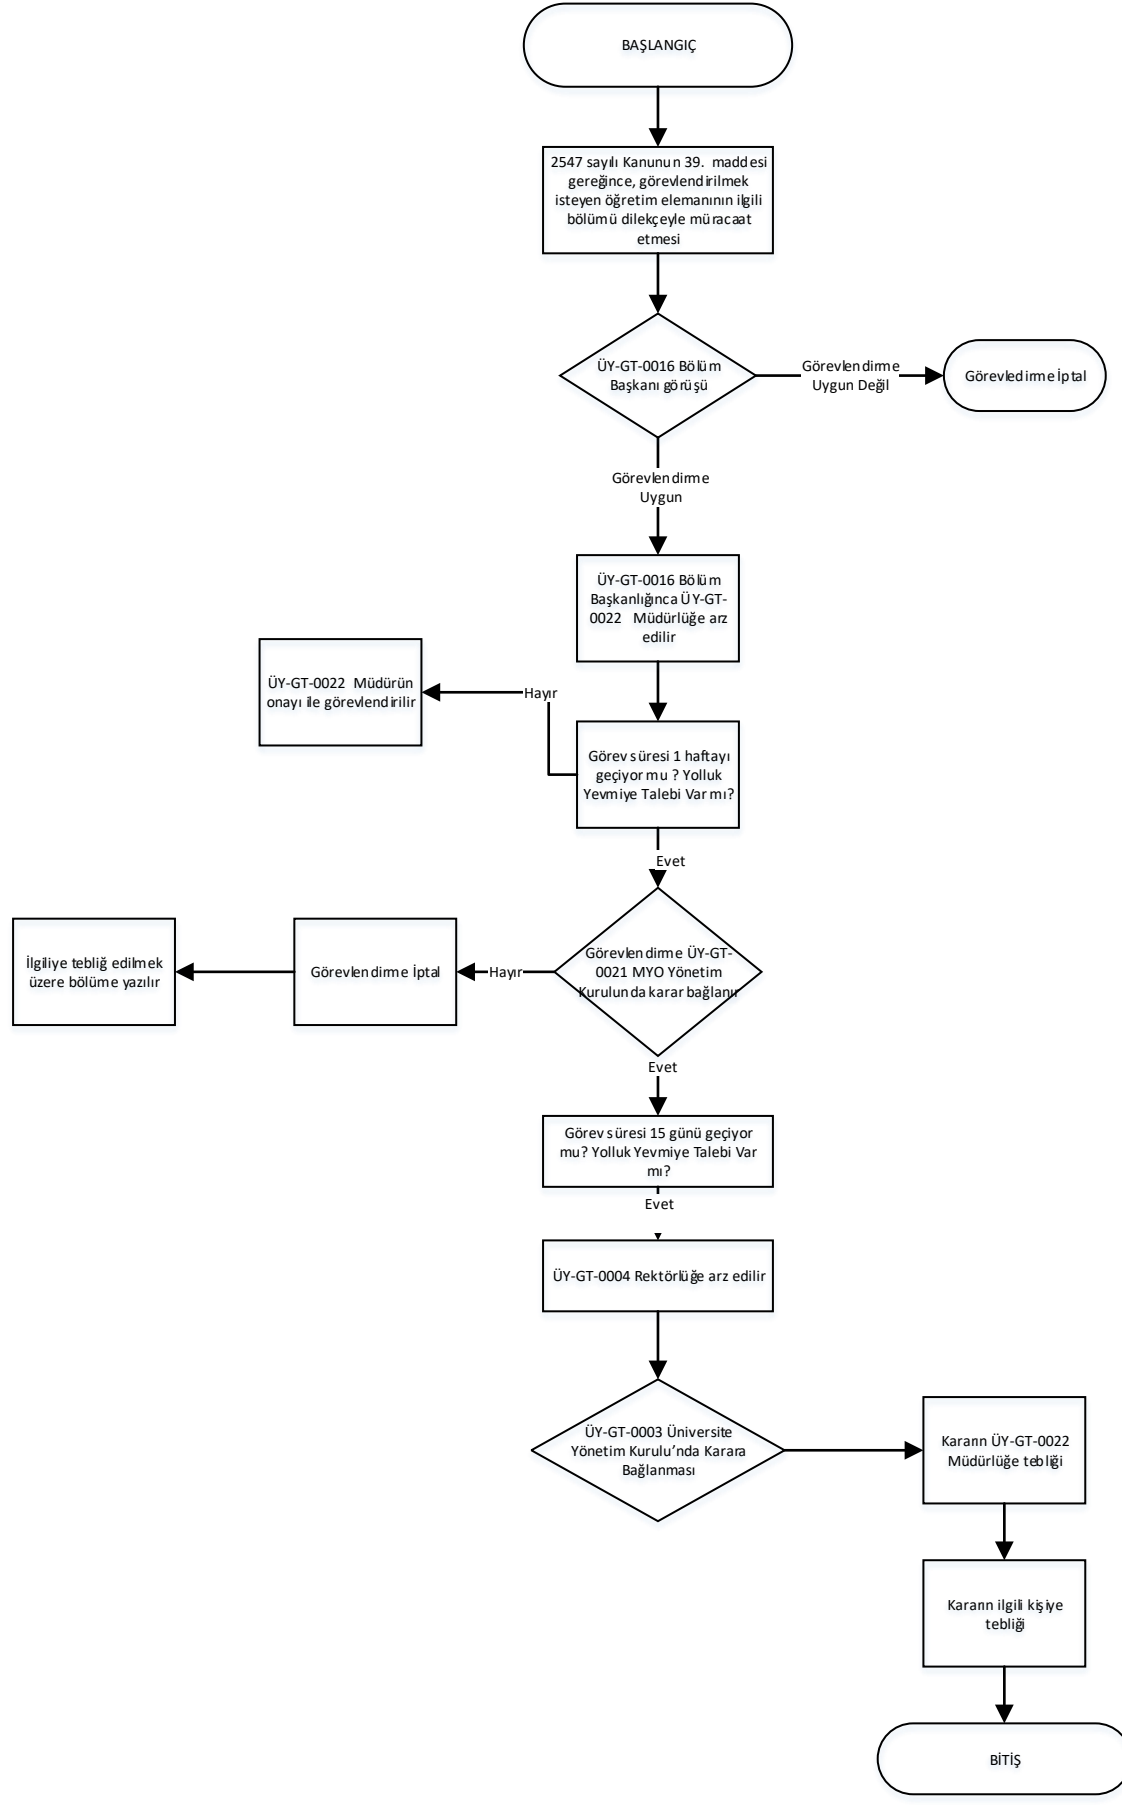 BAŞLANGIÇ
2547 sayılı Kanunun 39. maddesi
gereğince, görevlendirilmek
isteyen öğretim elemanının ilgili
bölümü dilekçeyle müracaat
etmesi
ÜY-GT-0016 Bölüm
Başkanı görüşü
Görevlendirme
Uygun Değil
Görevledirme İptal
Görevlendirme
Uygun
ÜY-GT-0016 Bölüm
Başkanlığınca ÜY-GT-
0022 Müdürlüğe arz
edilir
Hayır
ÜY-GT-0022 Müdürün
onayı ile görevlendirilir
Görev süresi 1 haftayı
geçiyor mu ? Yolluk
Yevmiye Talebi Var mı?
Evet
Görevlendirme ÜY-GT-
0021 MYO Yönetim
Kurulunda karar bağlanır
Hayır
Görevlendirme İptal
İlgiliye tebliğ edilmek
üzere bölüme yazılır
Evet
Görev süresi 15 günü geçiyor
mu? Yolluk Yevmiye Talebi Var
mı?
Evet
ÜY-GT-0004 Rektörlüğe arz edilir
ÜY-GT-0003 Üniversite
Yönetim Kurulu’nda Karara
Bağlanması
Kararın ÜY-GT-0022
Müdürlüğe tebliği
Kararın ilgili kişiye
tebliği
BİTİŞ